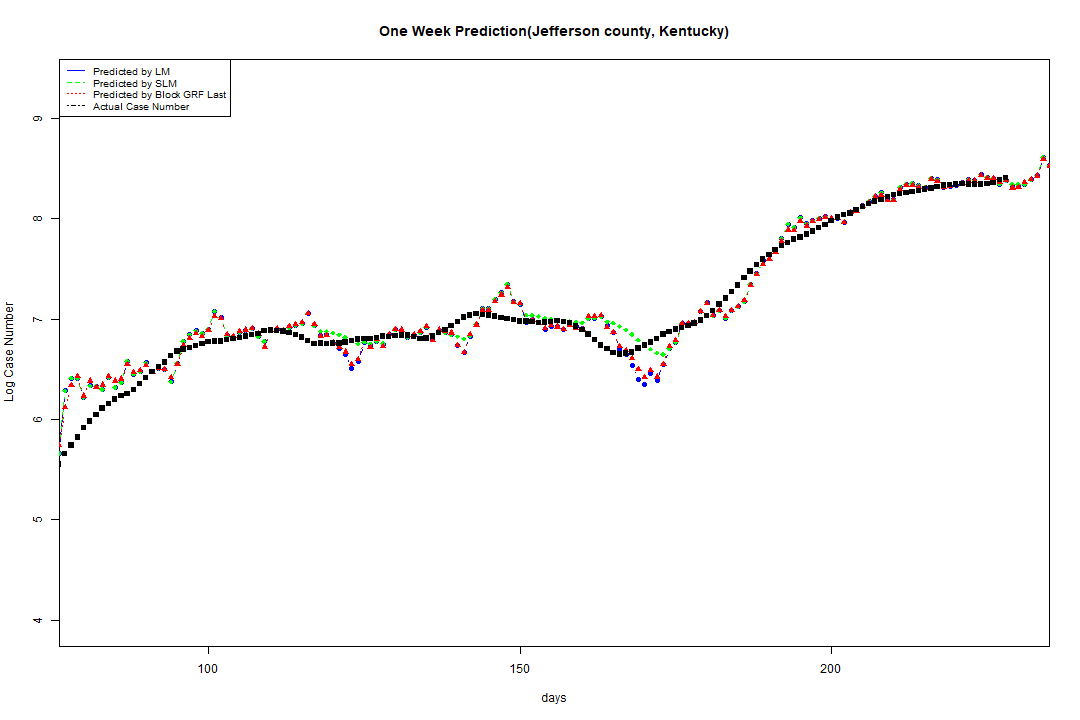 One Week Prediction(Jefferson county, Kentucky)
Predicted by LM
Predicted by SLM
Predicted by Block GRF Last
Actual Case Number
9
8
7
6
5
4
Log Case Number
100 150 200
days